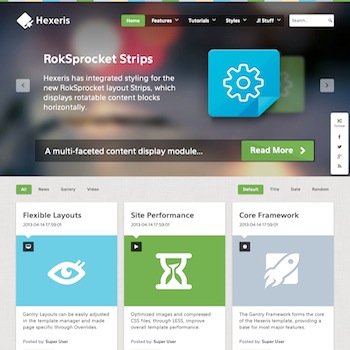 Hexeris
Home Features Tutorials Styles J! Stuff Search...
RokSprocket Strips
Hexeris has integrated styling for the
new RokSprocket layout Strips, which
displays rotatable content blocks
horizontally.
A multi-faceted content display module... Read More
All News Gallery Video Default Title Date Random
Flexible Layouts
2013-04-14 17:59:01
Gantry Layouts can be easily adjusted
in the template manager and made
page specific through Overrides.
Posted by: Super User
Site Performance
2013-04-14 17:59:01
Optimized images and compressed
CSS files, through LESS, improve
overall template performance.
Posted by: Super User
Core Framework
2013-04-14 17:59:01
The Gantry Framework forms the core
of the Hexeris template, providing a
base for most major features.
Posted by: Super User